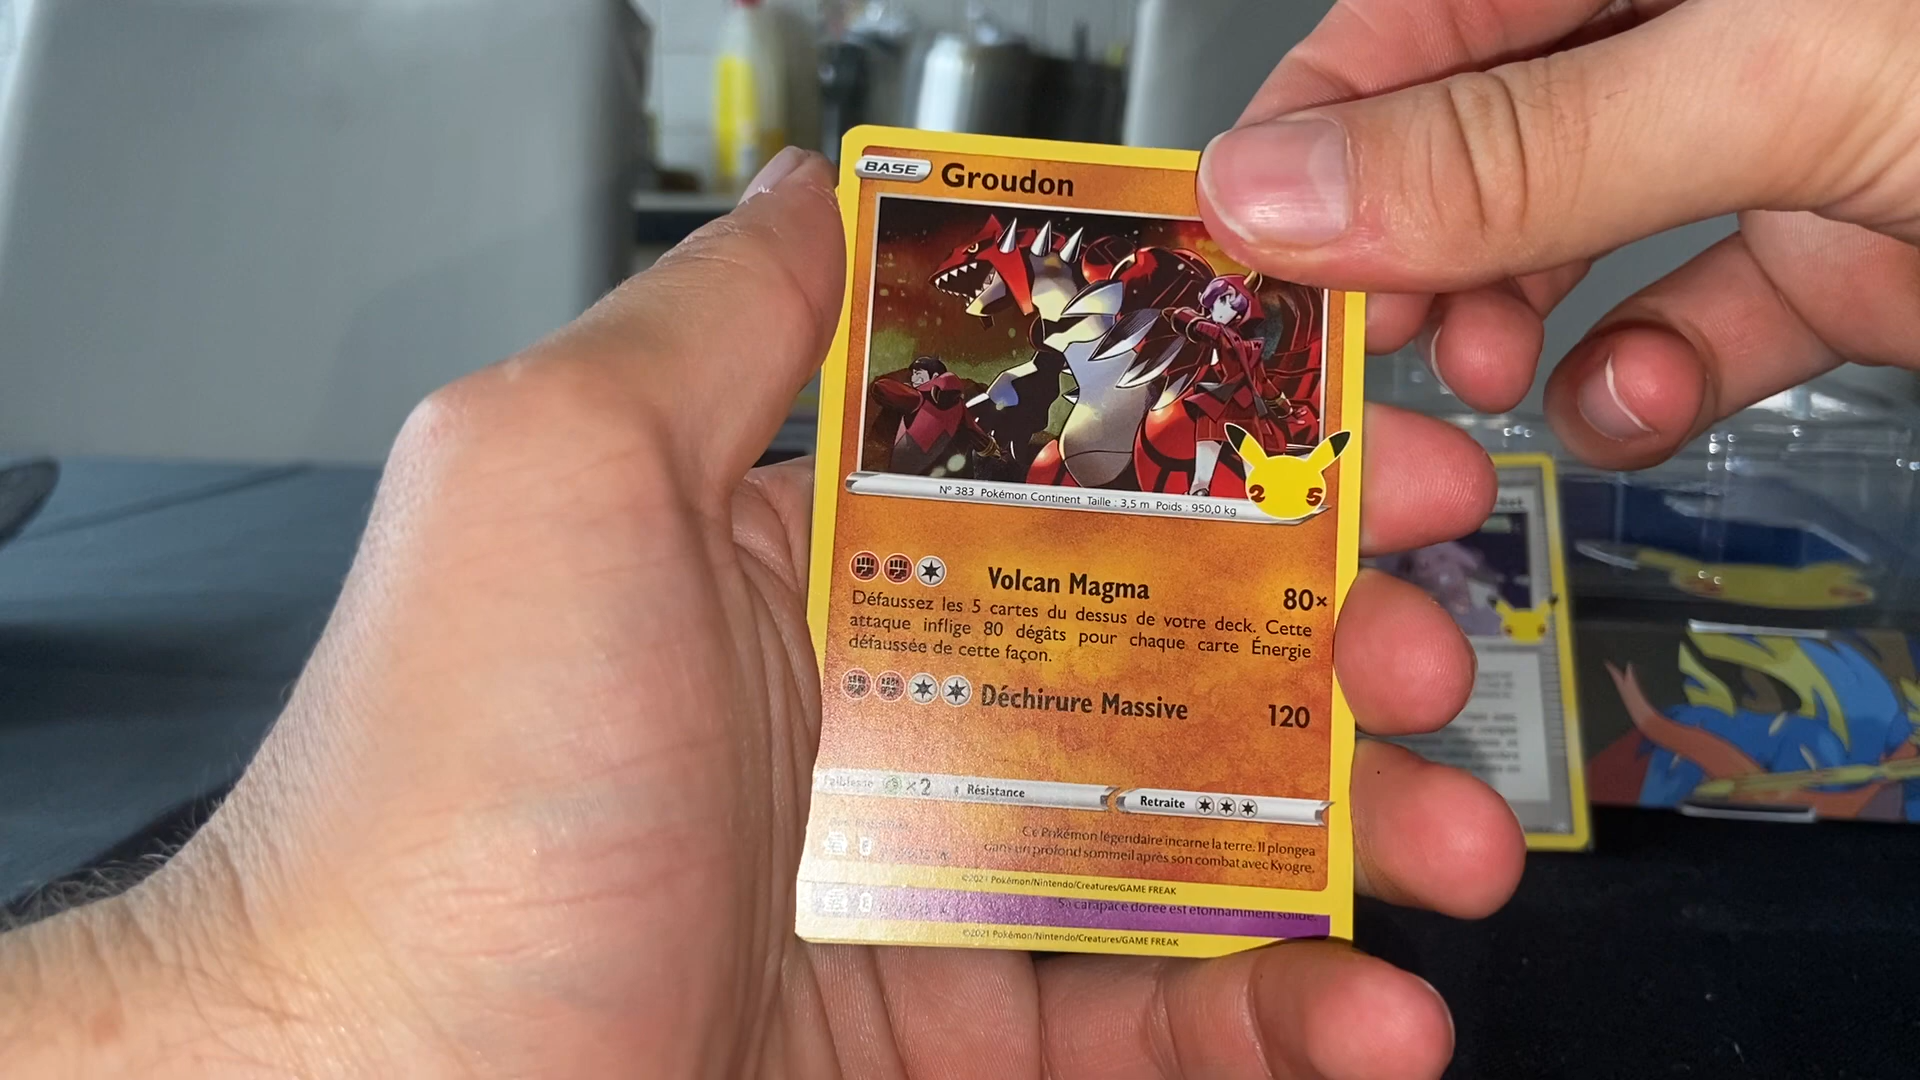 BASE Groudon
N° 383 Pokémon Continent Taille : 3,5 m Poids : 950,0 kg
25
Volcan Magma 80×
Défaussez les 5 cartes du dessus de votre deck. Cette
attaque inflige 80 dégâts pour chaque carte Énergie
défaussée de cette façon.
Déchirure Massive 120
Faiblesse ×2 Résistance Retraite
Ce Pokémon légendaire incarne la terre. Il plongea
dans un profond sommeil après son combat avec Kyogre.
©2021 Pokémon/Nintendo/Creatures/GAME FREAK
Sa carapace dorée est étonnamment solide.
©2021 Pokémon/Nintendo/Creatures/GAME FREAK